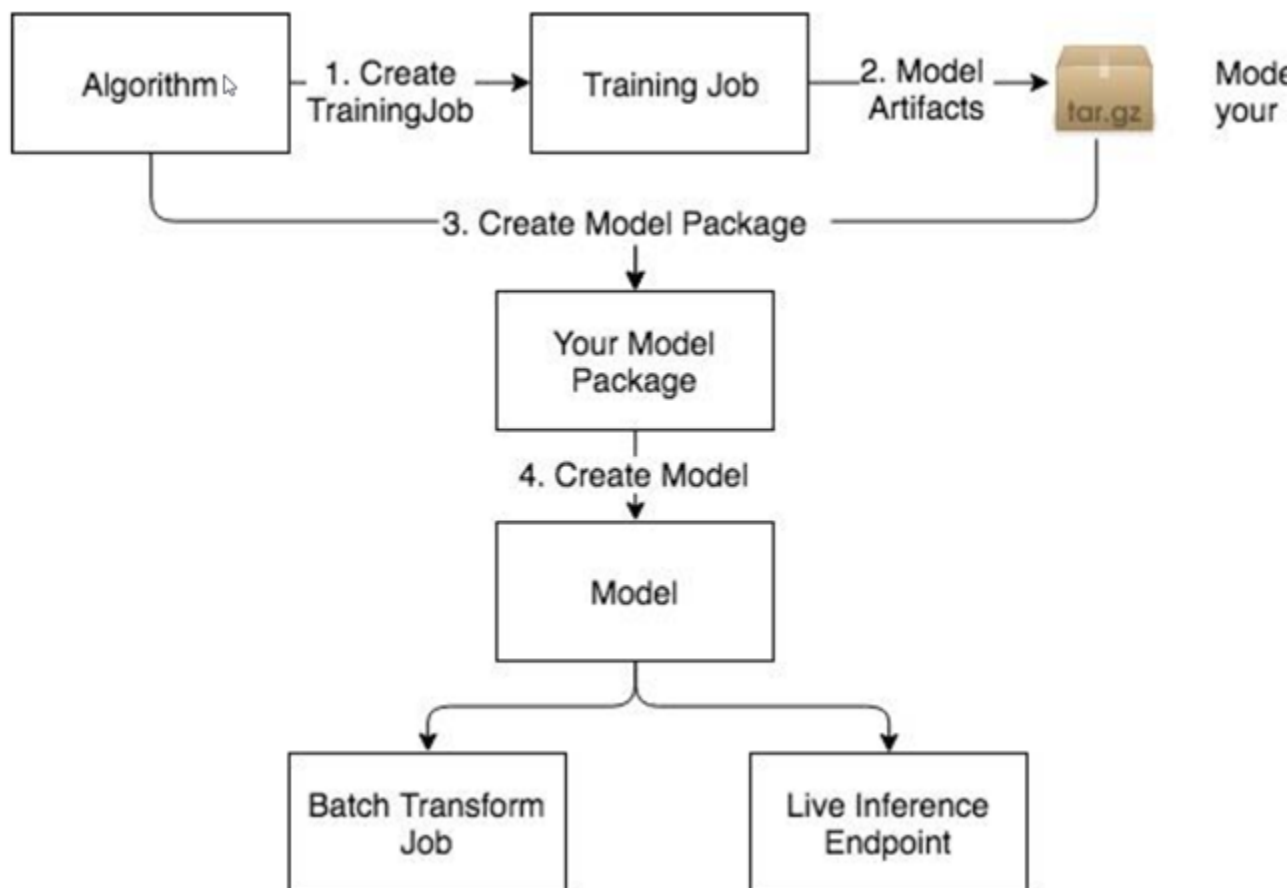 Algorithm
1. Create
TrainingJob
Training Job
2. Model
Artifacts
tar.gz
your
3. Create Model Package
Your Model
Package
4. Create Model
Model
Batch Transform
Job
Live Inference
Endpoint